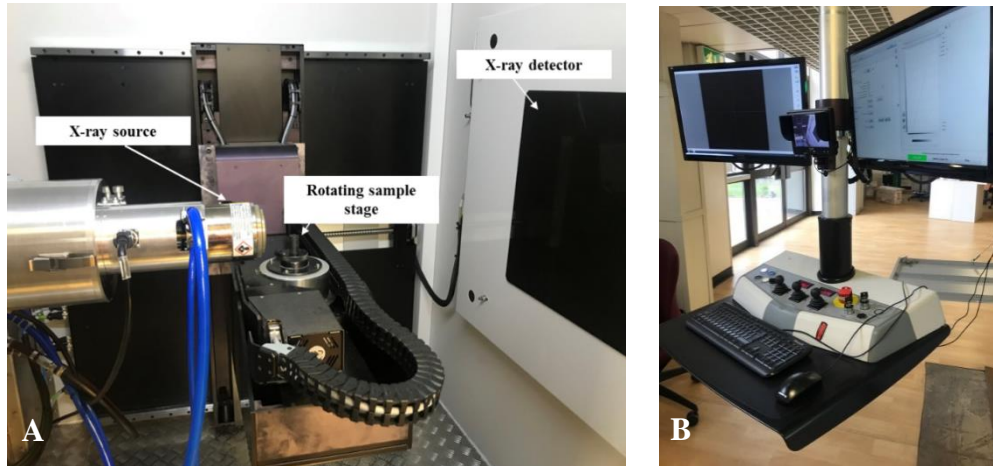 X-ray detector
X-ray source
Rotating sample
stage
A
B